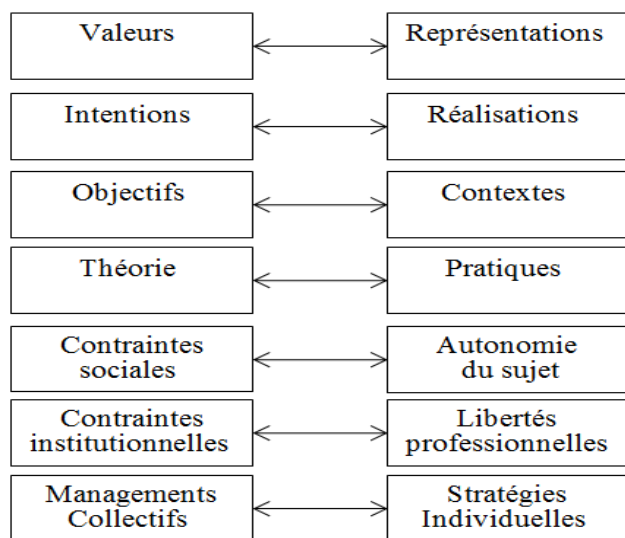 Valeurs
Représentations
Intentions
Réalisations
Objectifs
Contextes
Théorie
Pratiques
Contraintes
sociales
Autonomie
du sujet
Contraintes
institutionnelles
Libertés
professionnelles
Managements
Collectifs
Stratégies
Individuelles